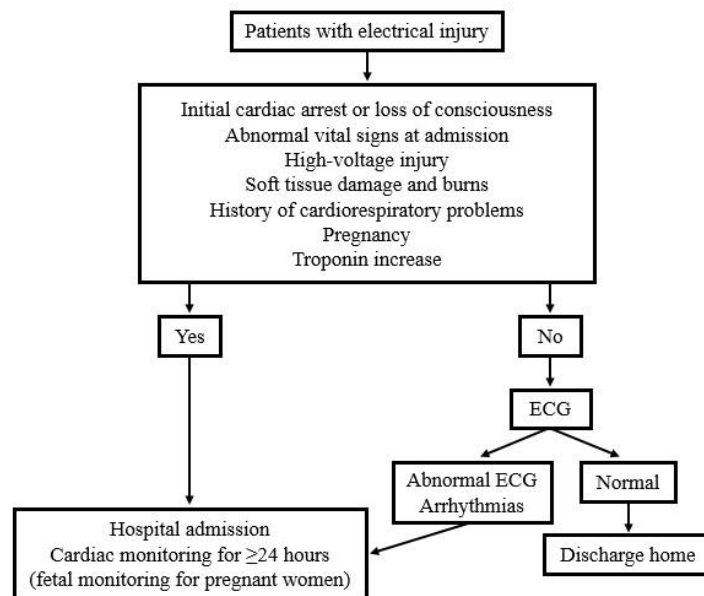 Patients with electrical injury
Initial cardiac arrest or loss of consciousness
Abnormal vital signs at admission
High-voltage injury
Soft tissue damage and burns
History of cardiorespiratory problems
Pregnancy
Troponin increase
Yes
No
ECG
Abnormal ECG
Arrhythmias
Normal
Hospital admission
Cardiac monitoring for ≥24 hours
(fetal monitoring for pregnant women)
Discharge home